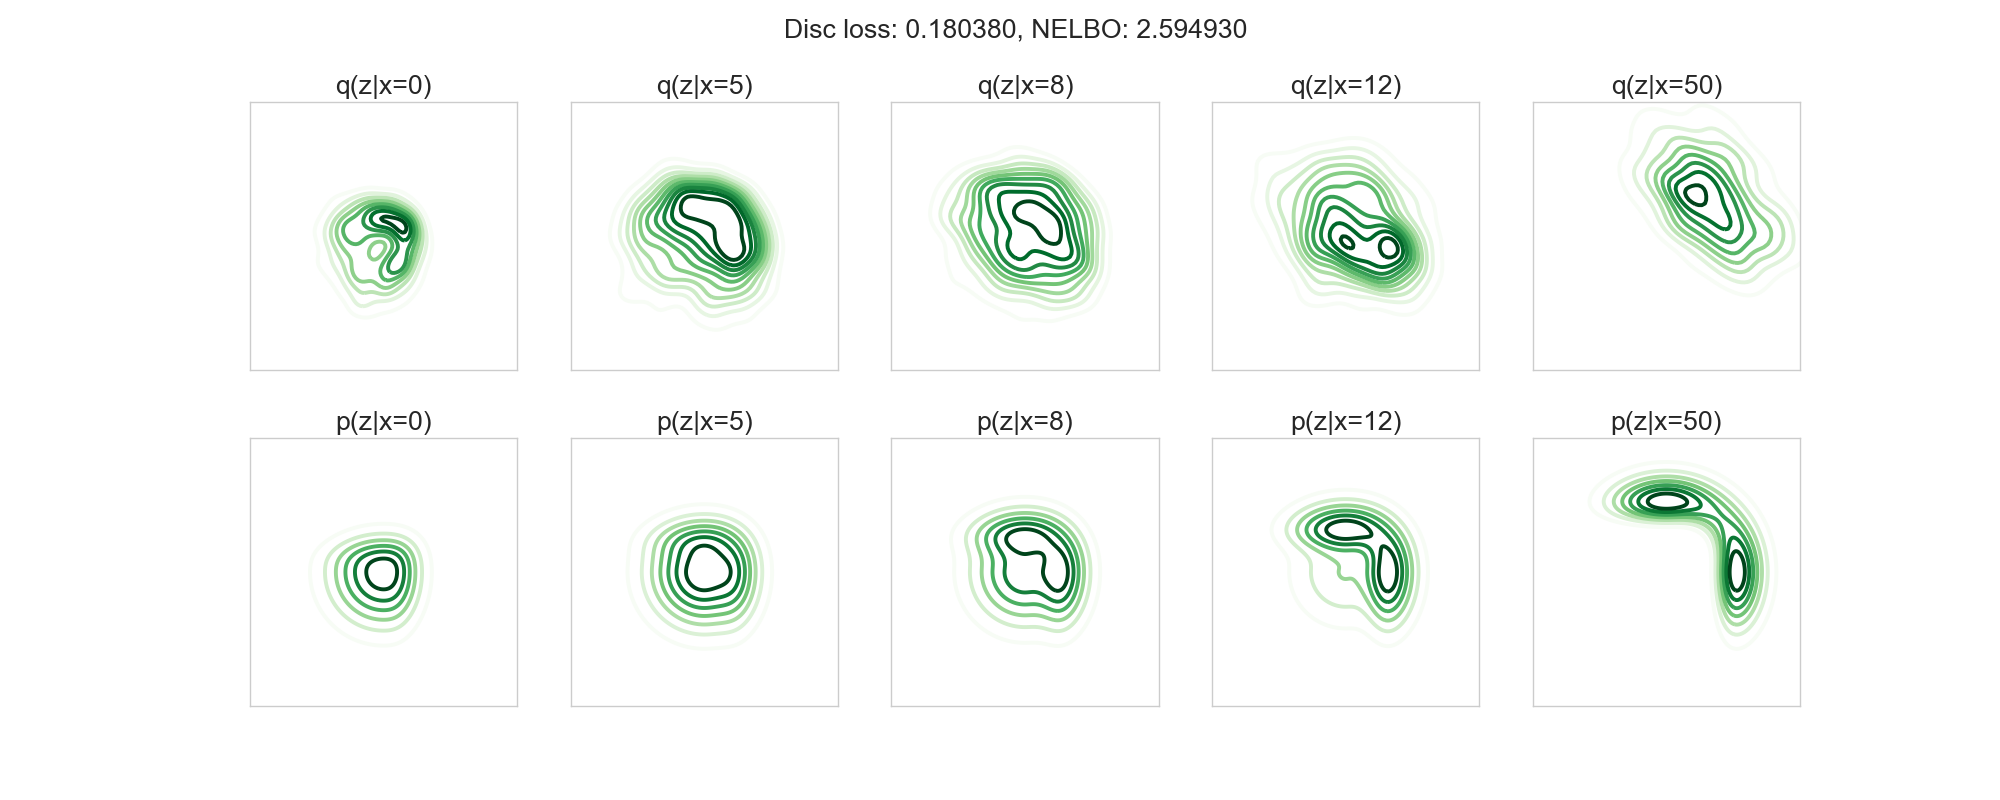 Disc loss: 0.180380, NELBO: 2.594930
q(z|x=0) q(z|x=5) q(z|x=8) q(z|x=12) q(z|x=50)
p(z|x=0) p(z|x=5) p(z|x=8) p(z|x=12) p(z|x=50)